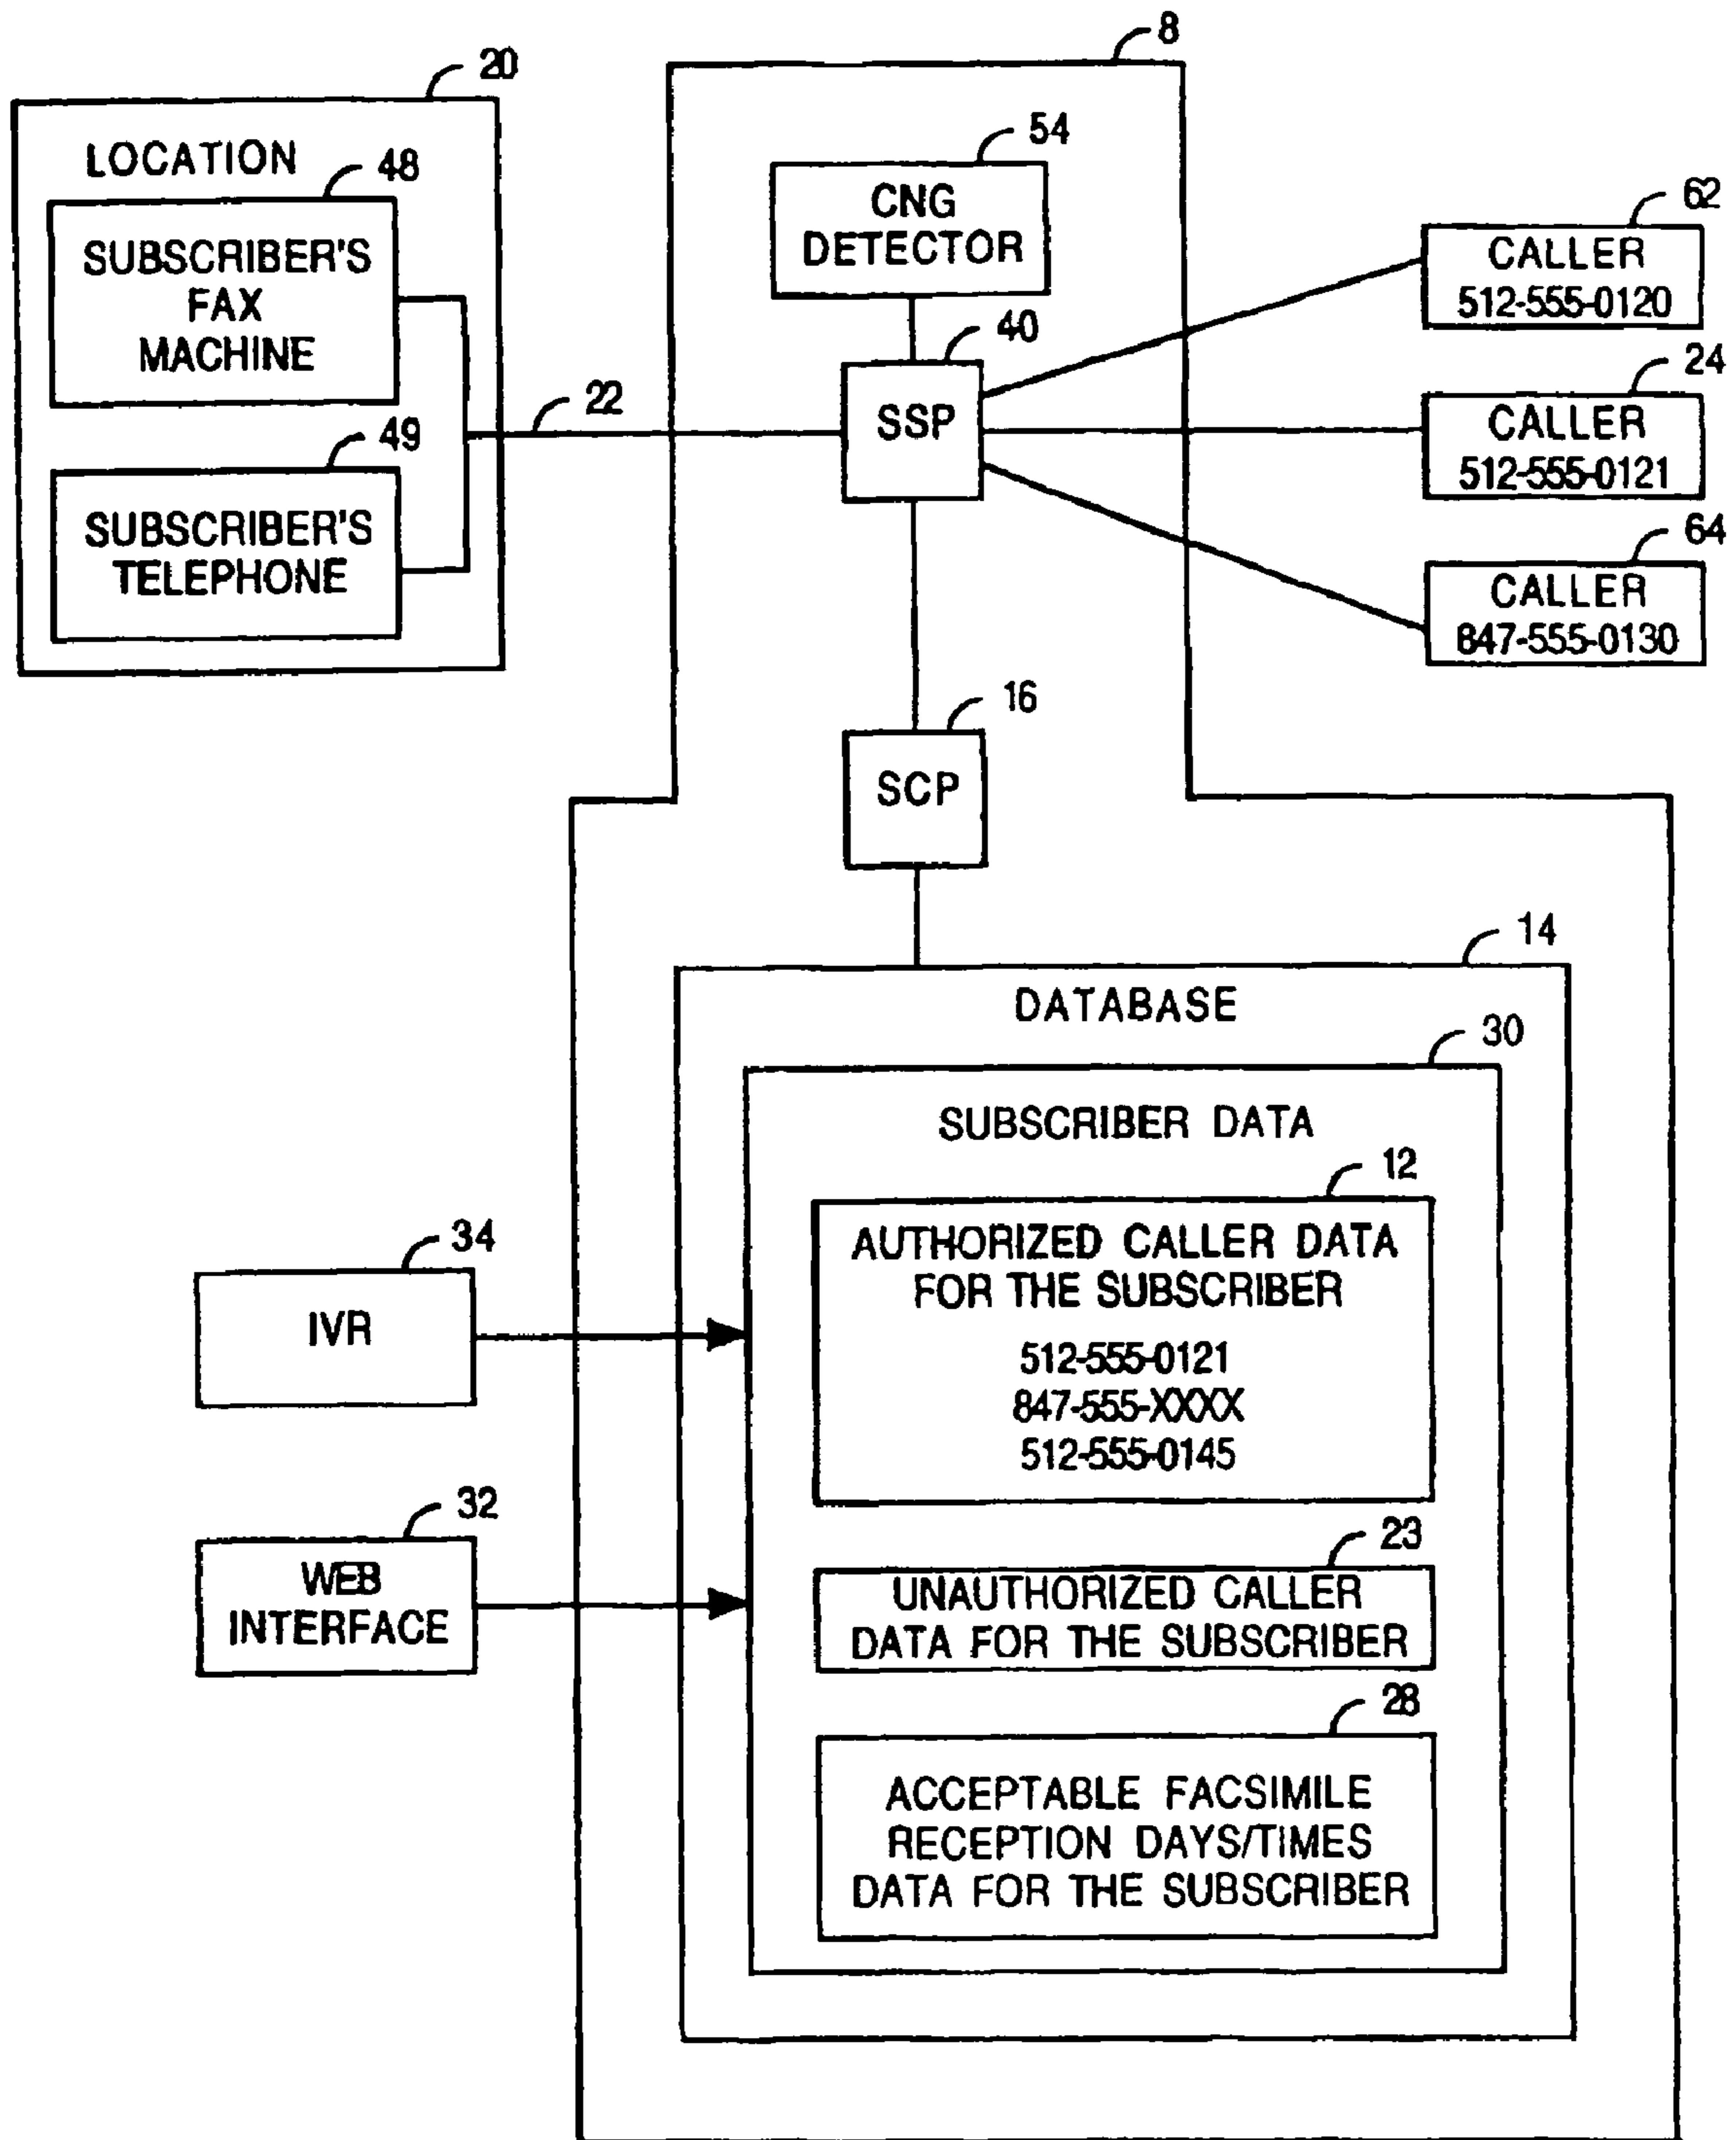 8
20
LOCATION
48
SUBSCRIBER'S
FAX
MACHINE
49
SUBSCRIBER'S
TELEPHONE
22
54
CNG
DETECTOR
40
SSP
62
CALLER
512-555-0120
24
CALLER
512-555-0121
64
CALLER
847-555-0130
16
SCP
14
DATABASE
30
SUBSCRIBER DATA
12
AUTHORIZED CALLER DATA
FOR THE SUBSCRIBER
512-555-0121
847-555-XXXX
512-555-0145
34
IVR
32
WEB
INTERFACE
23
UNAUTHORIZED CALLER
DATA FOR THE SUBSCRIBER
28
ACCEPTABLE FACSIMILE
RECEPTION DAYS/TIMES
DATA FOR THE SUBSCRIBER